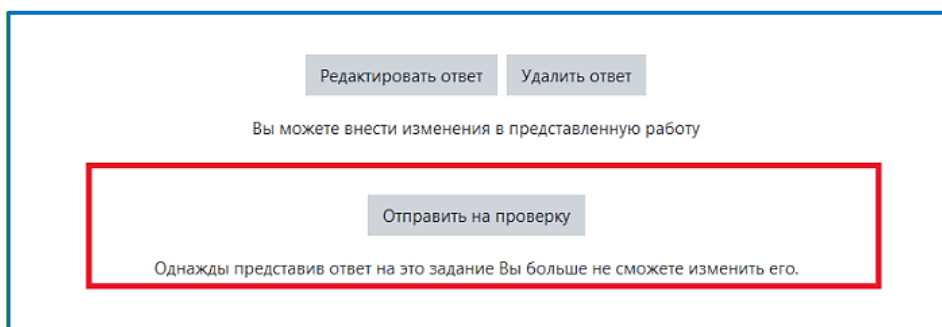 Редактировать ответ Удалить ответ
Вы можете внести изменения в представленную работу
Отправить на проверку
Однажды представив ответ на это задание Вы больше не сможете изменить его.